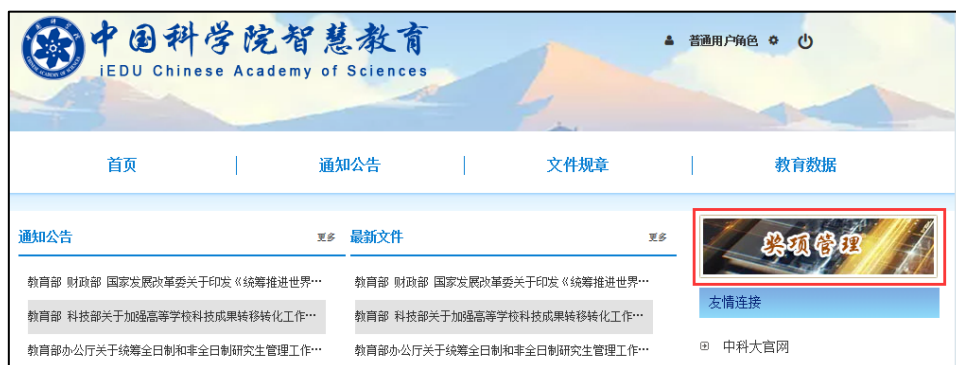 中国科学院智慧教育
iEDU Chinese Academy of Sciences
普通用户角色
首页 通知公告 文件规章 教育数据
通知公告 更多
教育部 财政部 国家发展改革委关于印发《统筹推进世界…
教育部 科技部关于加强高等学校科技成果转移转化工作…
教育部办公厅关于统筹全日制和非全日制研究生管理工作…
最新文件 更多
教育部 财政部 国家发展改革委关于印发《统筹推进世界…
教育部 科技部关于加强高等学校科技成果转移转化工作…
教育部办公厅关于统筹全日制和非全日制研究生管理工作…
奖项管理
友情连接
中科大官网